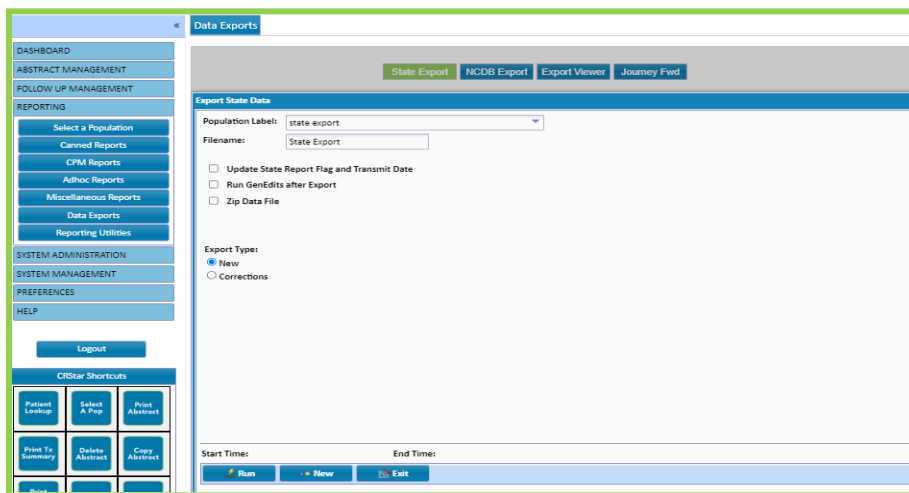 «
Data Exports
DASHBOARD
ABSTRACT MANAGEMENT
FOLLOW UP MANAGEMENT
REPORTING
Select a Population
Canned Reports
CPM Reports
Adhoc Reports
Miscellaneous Reports
Data Exports
Reporting Utilities
SYSTEM ADMINISTRATION
SYSTEM MANAGEMENT
PREFERENCES
HELP
Logout
CRStar Shortcuts
Patient Lookup
Select A Pop
Print Abstract
Print Tx Summary
Delete Abstract
Copy Abstract
Print
State Export NCDB Export Export Viewer Journey Fwd
Export State Data
Population Label: state export
Filename: State Export
Update State Report Flag and Transmit Date
Run GenEdits after Export
Zip Data File
Export Type:
New
Corrections
Start Time: End Time:
Run New Exit